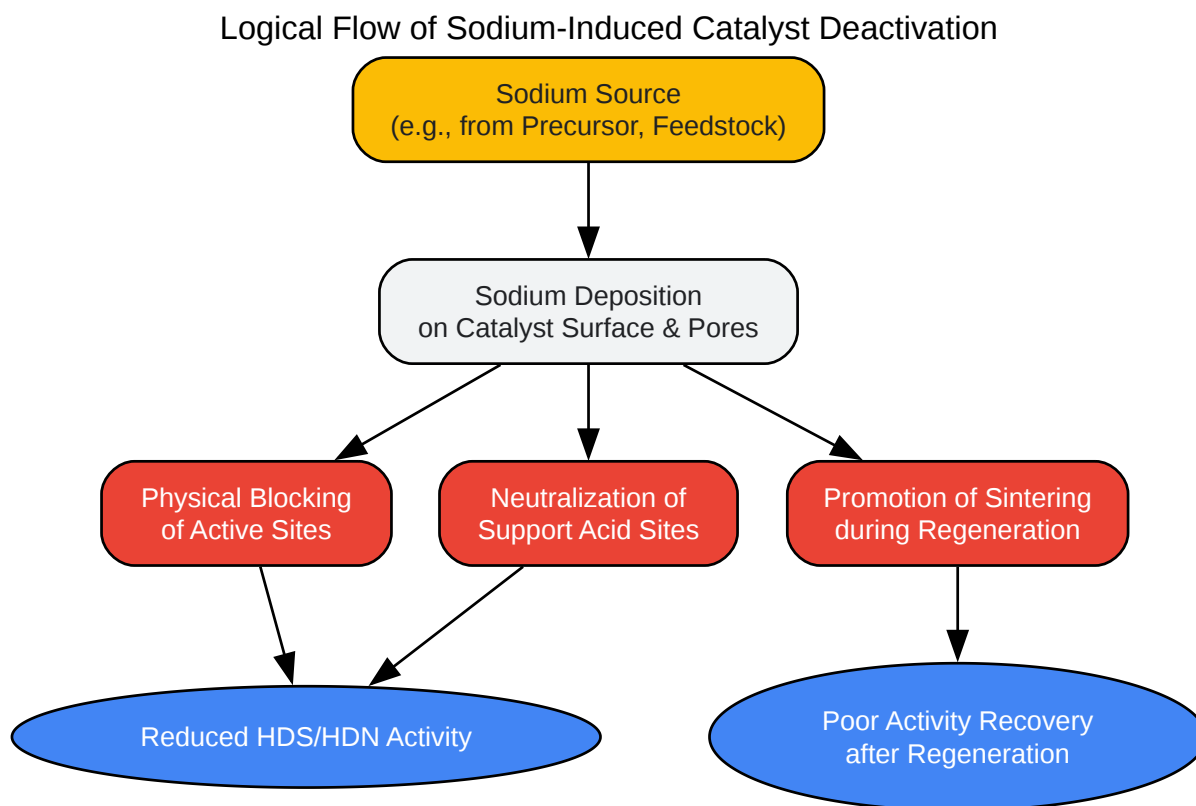 Logical Flow of Sodium-Induced Catalyst Deactivation
Sodium Source
(e.g., from Precursor, Feedstock)
Sodium Deposition
on Catalyst Surface & Pores
Physical Blocking
of Active Sites
Neutralization of
Support Acid Sites
Promotion of Sintering
during Regeneration
Reduced HDS/HDN Activity
Poor Activity Recovery
after Regeneration